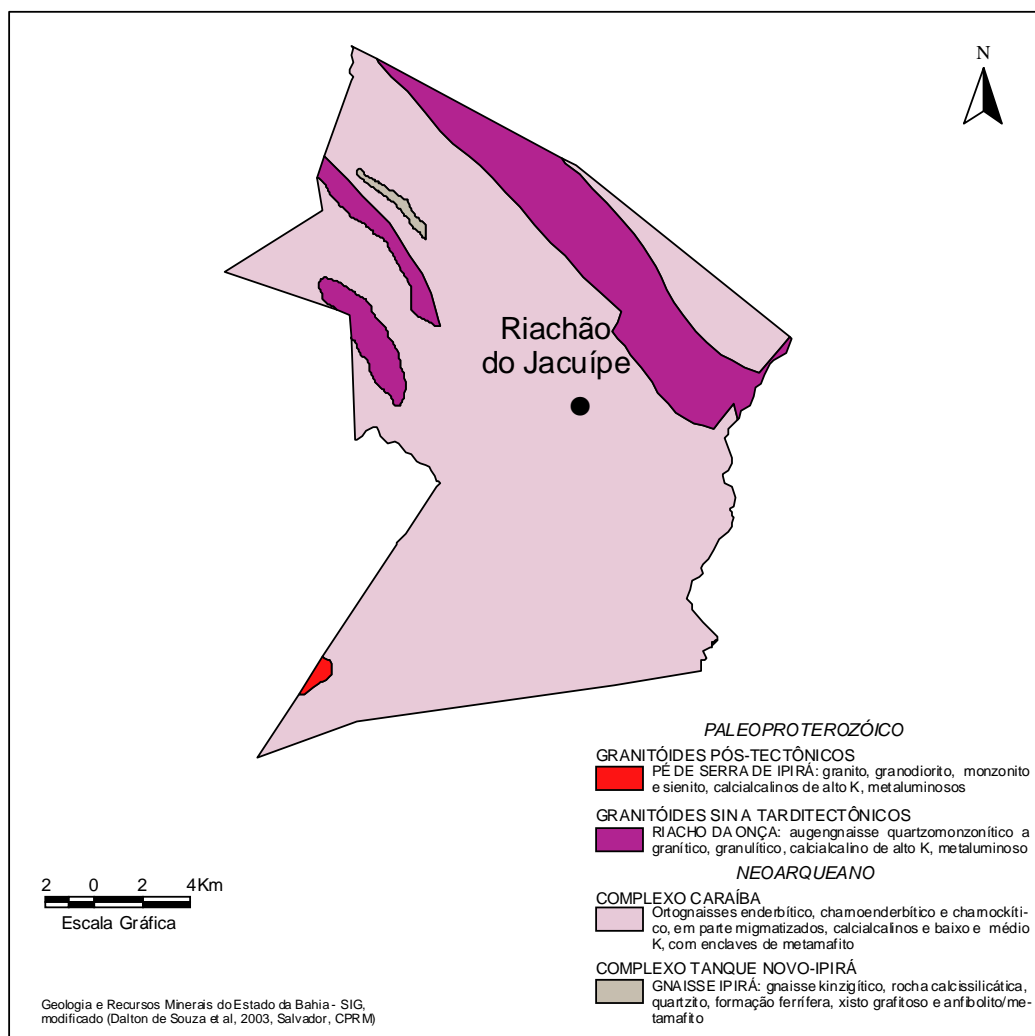 N
Riachão
do Jacuípe
PALEOPROTEROZÓICO
GRANITÓIDES PÓS-TECTÔNICOS
PÉ DE SERRA DE IPIRÁ: granito, granodiorito, monzonito
e sienito, calcialcalinos de alto K, metaluminosos
GRANITÓIDES SIN A TARDITECTÔNICOS
RIACHO DA ONÇA: augengnaisse quartzomonzonítico a
granítico, granulítico, calcialcalino de alto K, metaluminoso
NEOARQUEANO
COMPLEXO CARAÍBA
Ortognaisses enderbítico, charnoenderbítico e charnockíti-
co, em parte migmatizados, calcialcalinos e baixo e médio
K, com enclaves de metamafito
COMPLEXO TANQUE NOVO-IPIRÁ
GNAISSE IPIRÁ: gnaisse kinzigítico, rocha calcissilicática,
quartzito, formação ferrífera, xisto grafitoso e anfibolito/me-
tamafito
2 0 2 4Km
Escala Gráfica
Geologia e Recursos Minerais do Estado da Bahia - SIG,
modificado (Dalton de Souza et al, 2003, Salvador, CPRM)